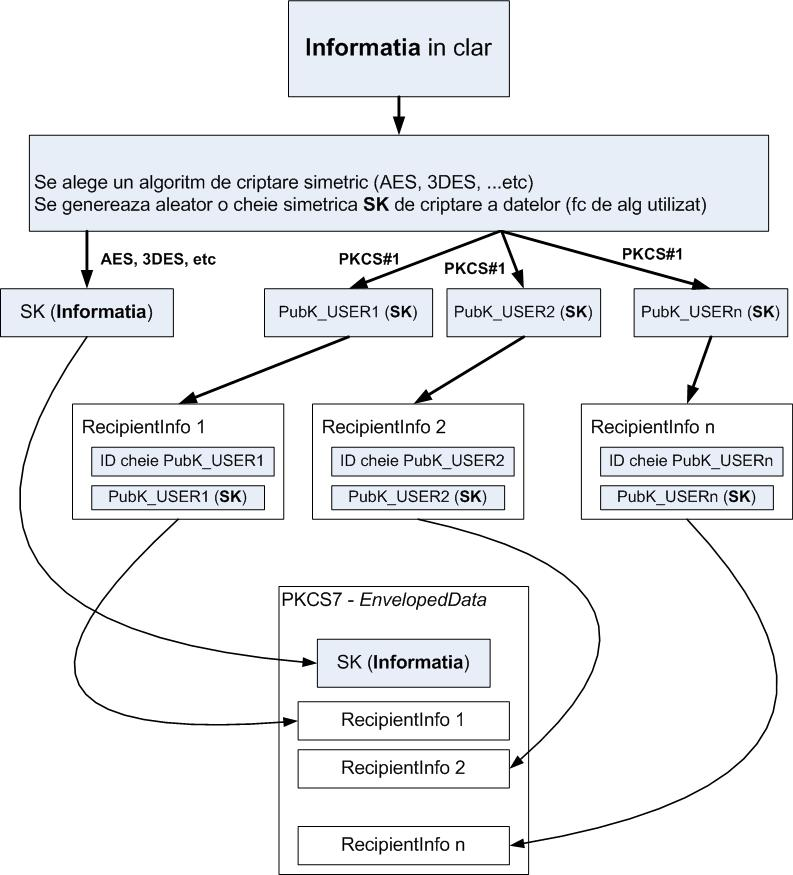 Informatia in clar
Se alege un algoritm de criptare simetric (AES, 3DES, ...etc)
Se genereaza aleator o cheie simetrica SK de criptare a datelor (fc de alg utilizat)
AES, 3DES, etc
PKCS#1
PKCS#1
PKCS#1
SK (Informatia)
PubK_USER1 (SK)
PubK_USER2 (SK)
PubK_USERn (SK)
RecipientInfo 1
ID cheie PubK_USER1
PubK_USER1 (SK)
RecipientInfo 2
ID cheie PubK_USER2
PubK_USER2 (SK)
RecipientInfo n
ID cheie PubK_USERn
PubK_USERn (SK)
PKCS7 - EnvelopedData
SK (Informatia)
RecipientInfo 1
RecipientInfo 2
RecipientInfo n